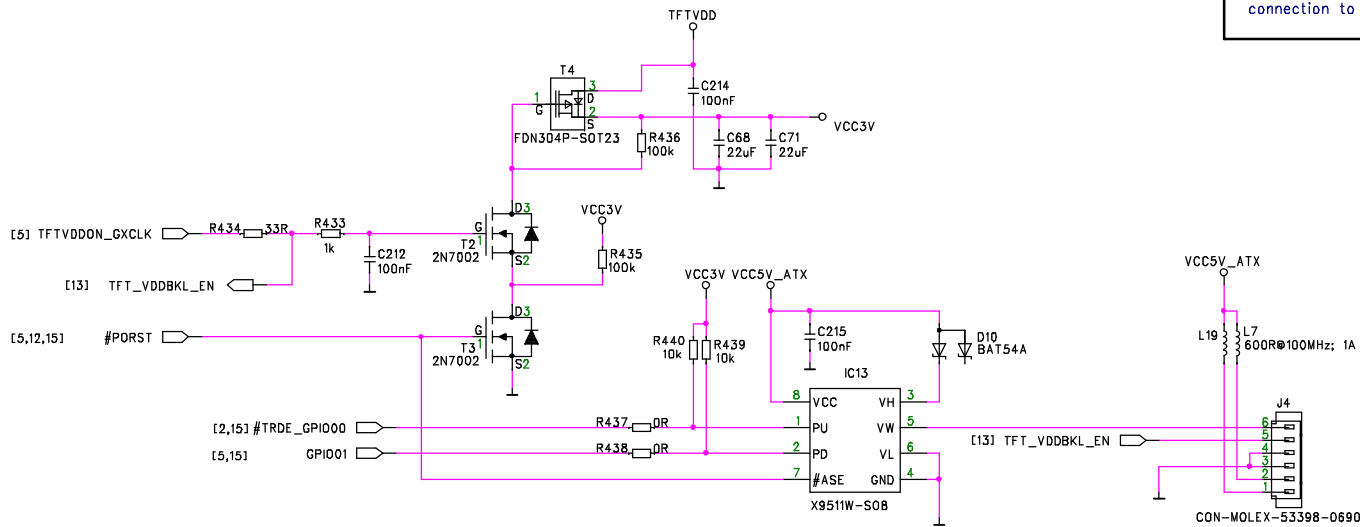 connection to
TFTVDD
T4
1
G
3
D
2
S
FDN304P-SOT23
C214
100nF
R436
100k
C68
22uF
C71
22uF
VCC3V
[5] TFTVDDON_GXCLK
R434
33R
R433
1k
C212
100nF
G
1
D3
T2
2N7002
S2
VCC3V
R435
100k
[13] TFT_VDDBKL_EN
[5,12,15] #PORST
G
1
D3
T3
2N7002
S2
VCC3V
VCC5V_ATX
R440
10k
R439
10k
C215
100nF
D10
BAT54A
VCC5V_ATX
L19
L7
600R@100MHz; 1A
IC13
8 VCC
VH 3
1 PU
VW 5
2 PD
VL 6
7 #ASE
GND 4
X9511W-SO8
[2,15] #TRDE_GPIO00
R437
0R
[5,15] GPIO01
R438
0R
[13] TFT_VDDBKL_EN
J4
6
5
4
3
2
1
CON-MOLEX-53398-0690